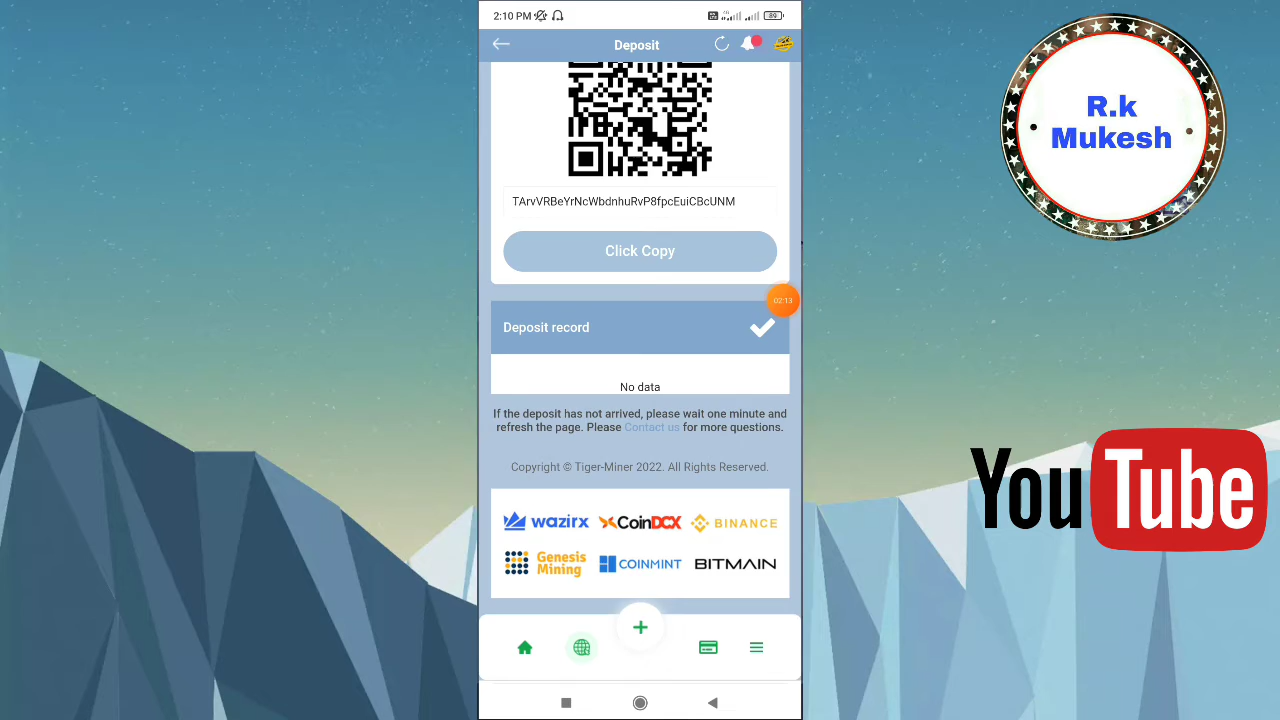 2:10 PM
89
Deposit
TArvVRBeYrNcWbdnhuRvP8fpcEuiCBcUNM
Click Copy
02:13
Deposit record
No data
If the deposit has not arrived, please wait one minute and
refresh the page. Please Contact us for more questions.
Copyright © Tiger-Miner 2022. All Rights Reserved.
wazirx CoinDCX BINANCE
Genesis
Mining
COINMINT BITMAIN
R.k
Mukesh
YouTube